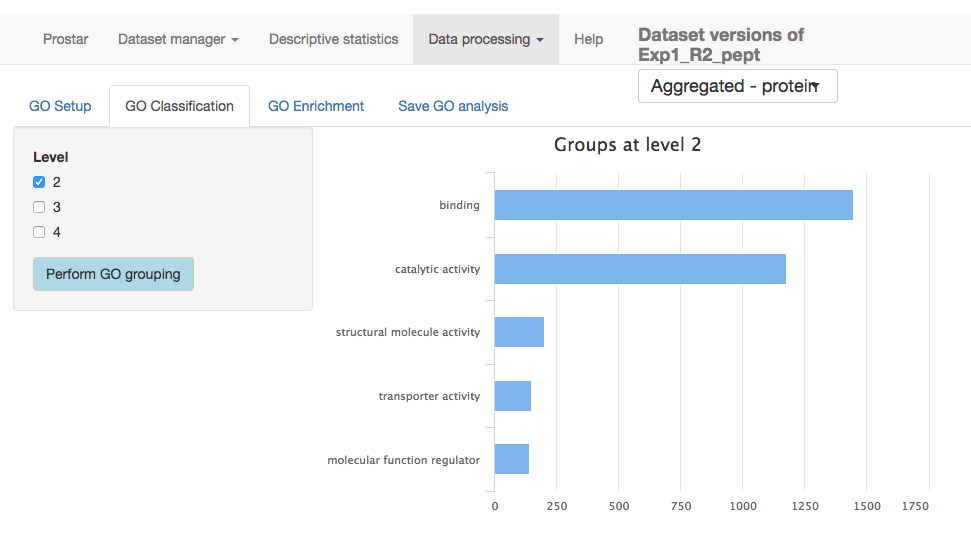 Prostar Dataset manager Descriptive statistics Data processing Help
Dataset versions of
Exp1_R2_pept
Aggregated - protein
GO Setup GO Classification GO Enrichment Save GO analysis
Level
2
3
4
Perform GO grouping
Groups at level 2
binding
catalytic activity
structural molecule activity
transporter activity
molecular function regulator
0 250 500 750 1000 1250 1500 1750